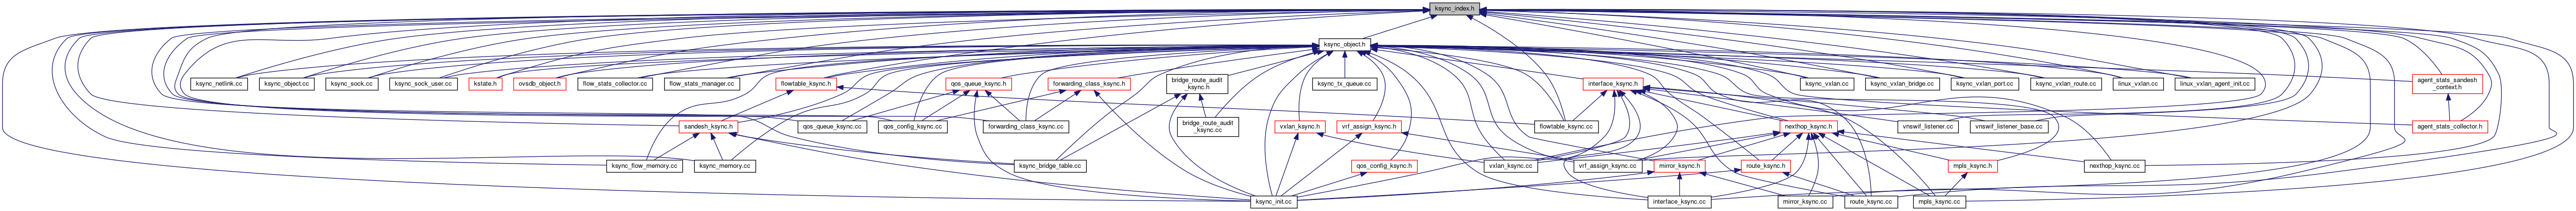 ksync_index.h
ksync_object.h
ksync_netlink.cc
ksync_object.cc
ksync_sock.cc
ksync_sock_user.cc
kstate.h
ovsdb_object.h
flow_stats_collector.cc
flow_stats_manager.cc
flowtable_ksync.h
qos_queue_ksync.h
forwarding_class_ksync.h
bridge_route_audit
_ksync.h
ksync_tx_queue.cc
interface_ksync.h
ksync_vxlan.cc
ksync_vxlan_bridge.cc
ksync_vxlan_port.cc
ksync_vxlan_route.cc
linux_vxlan.cc
linux_vxlan_agent_init.cc
agent_stats_sandesh
_context.h
sandesh_ksync.h
qos_queue_ksync.cc
qos_config_ksync.cc
forwarding_class_ksync.cc
bridge_route_audit
_ksync.cc
vxlan_ksync.h
vrf_assign_ksync.h
flowtable_ksync.cc
nexthop_ksync.h
vnswif_listener.cc
vnswif_listener_base.cc
agent_stats_collector.h
ksync_flow_memory.cc
ksync_memory.cc
ksync_bridge_table.cc
qos_config_ksync.h
vxlan_ksync.cc
vrf_assign_ksync.cc
mirror_ksync.h
route_ksync.h
mpls_ksync.h
nexthop_ksync.cc
ksync_init.cc
interface_ksync.cc
mirror_ksync.cc
route_ksync.cc
mpls_ksync.cc